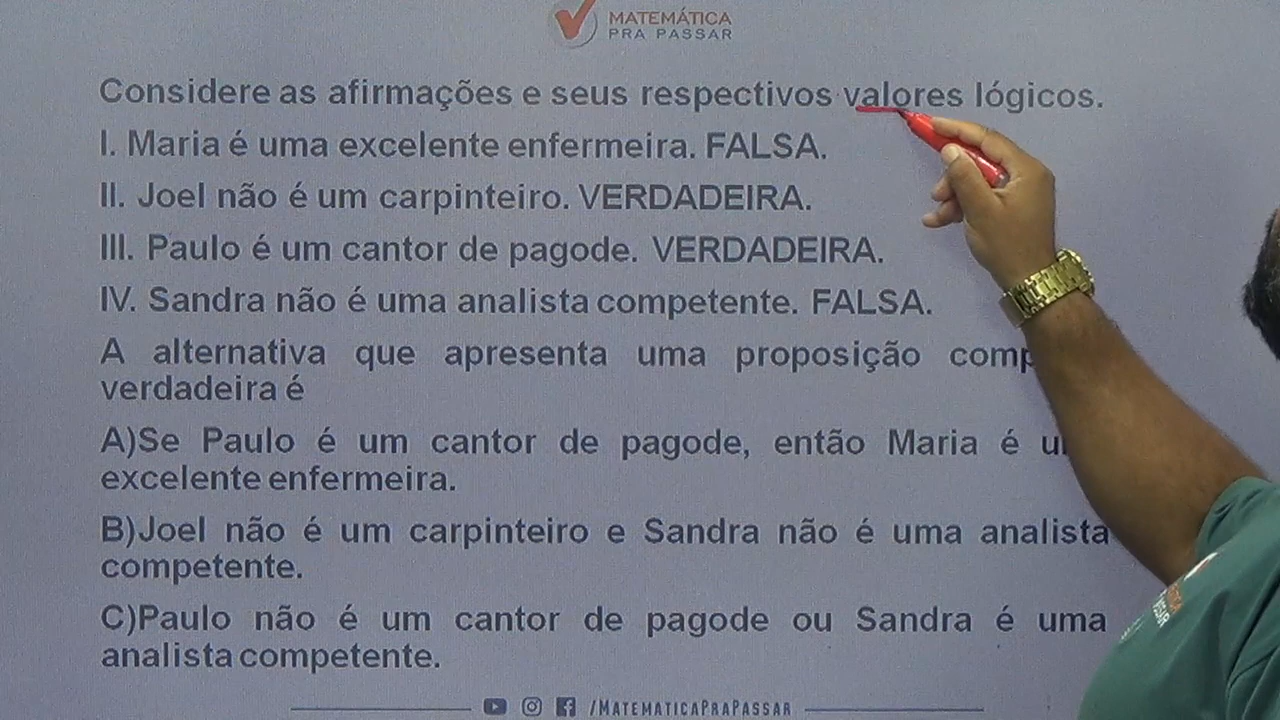 MATEMÁTICA
PRA PASSAR
Considere as afirmações e seus respectivos valores lógicos.
I. Maria é uma excelente enfermeira. FALSA.
II. Joel não é um carpinteiro. VERDADEIRA.
III. Paulo é um cantor de pagode. VERDADEIRA.
IV. Sandra não é uma analista competente. FALSA.
A alternativa que apresenta uma proposição
verdadeira é
A)Se Paulo é um cantor de pagode, então Maria é
excelente enfermeira.
B)Joel não é um carpinteiro e Sandra não é uma analista
competente.
C)Paulo não é um cantor de pagode ou Sandra é uma
analista competente.
/MATEMATICAPRAPASSAR